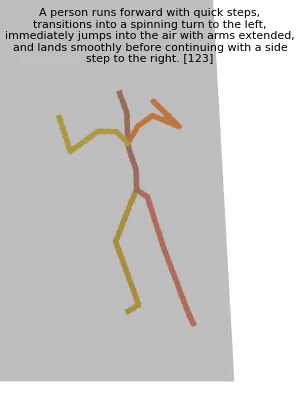 A person runs forward with quick steps,
transitions into a spinning turn to the left,
immediately jumps into the air with arms extended,
and lands smoothly before continuing with a side
step to the right. [123]